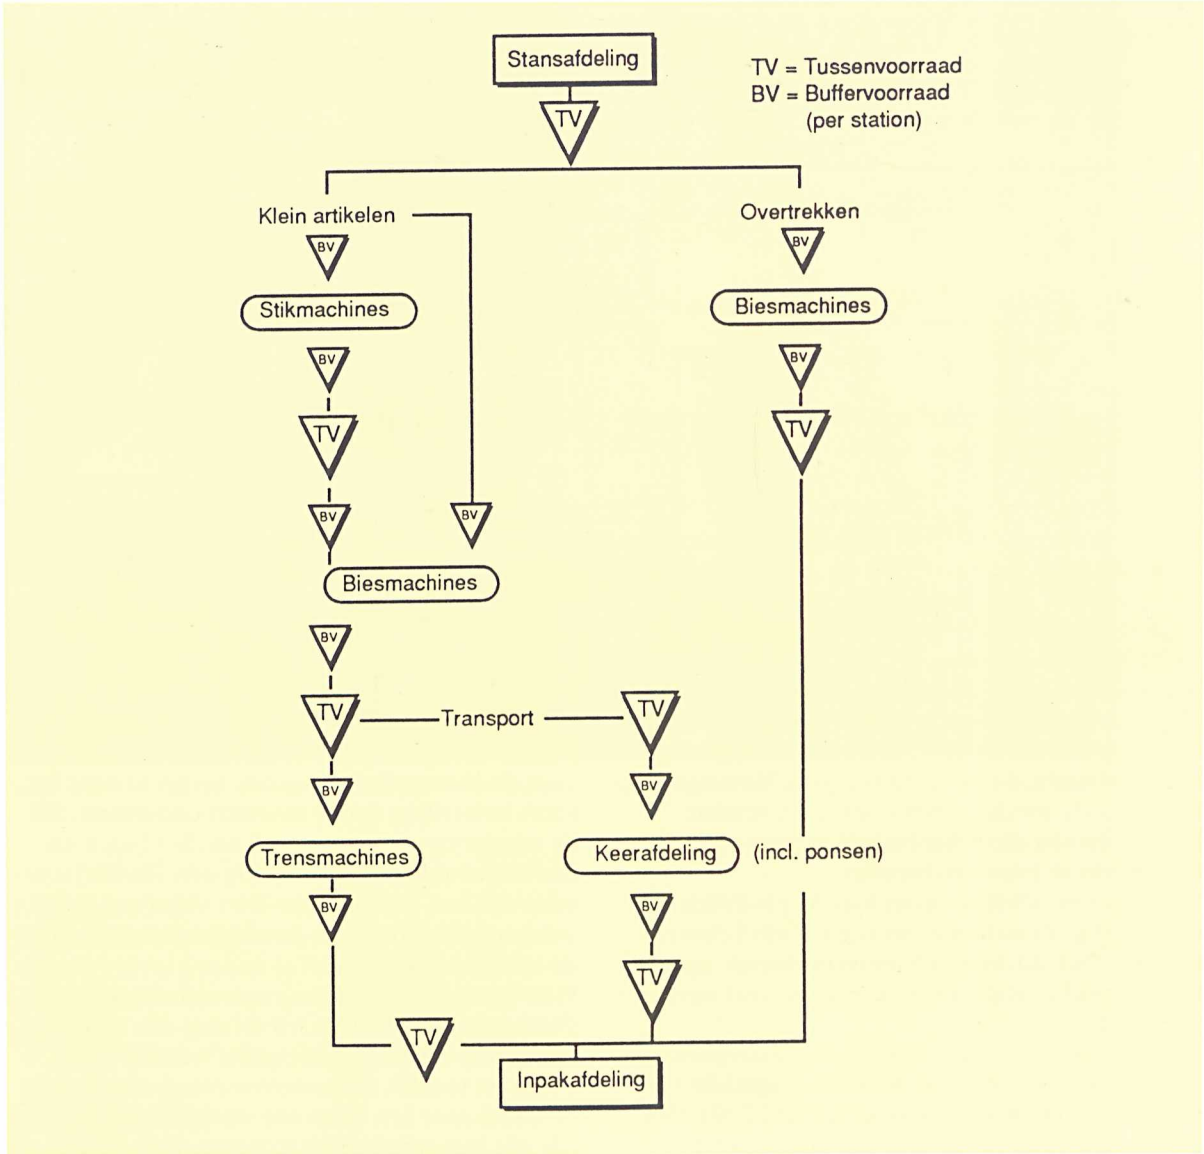 Stansafdeling
TV = Tussenvoorraad
BV = Buffervoorraad
(per station)
TV
Klein artikelen
Overtrekken
BV
BV
Stikmachines
Biesmachines
BV
BV
TV
TV
BV
BV
Biesmachines
BV
TV
Transport
TV
BV
BV
Trensmachines
Keerafdeling
(incl. ponsen)
BV
BV
TV
TV
Inpakafdeling